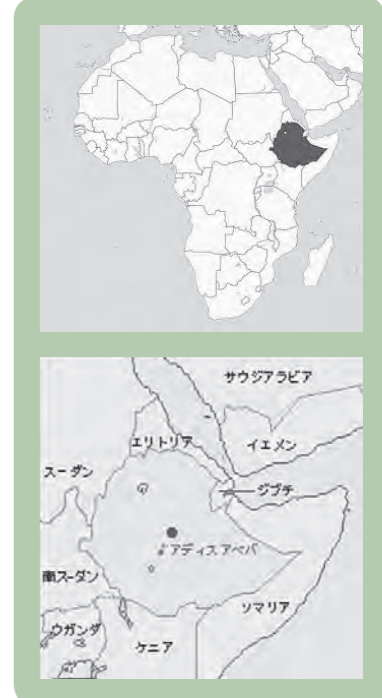 サウジアラビア
エリトリア
イエメン
スーダン
ジブチ
アディスアベバ
南スーダン
ソマリア
ウガンダ
ケニア